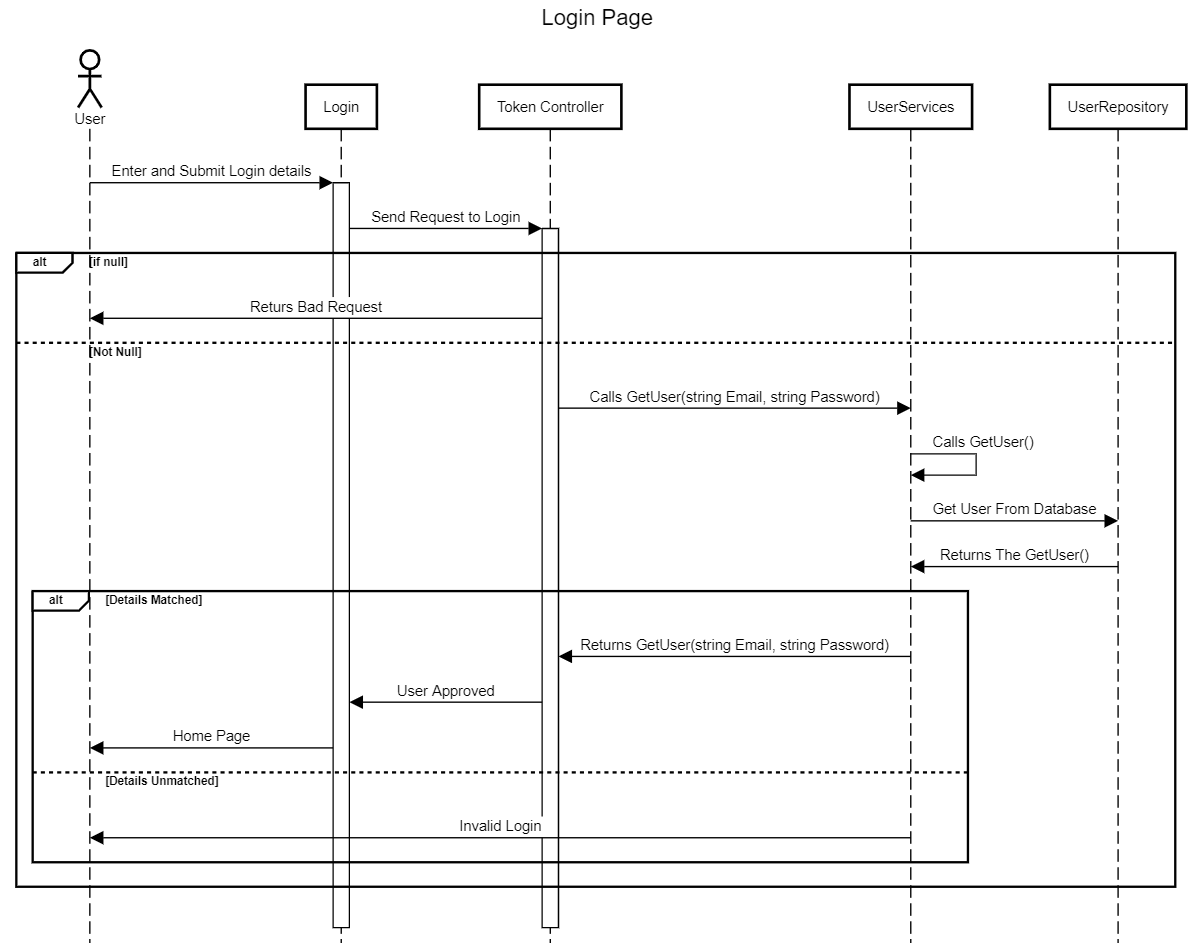 Login Page
User
Login
Token Controller
UserServices
UserRepository
Enter and Submit Login details
Send Request to Login
alt
[if null]
Returs Bad Request
[Not Null]
Calls GetUser(string Email, string Password)
Calls GetUser()
Get User From Database
Returns The GetUser()
alt
[Details Matched]
Returns GetUser(string Email, string Password)
User Approved
Home Page
[Details Unmatched]
Invalid Login